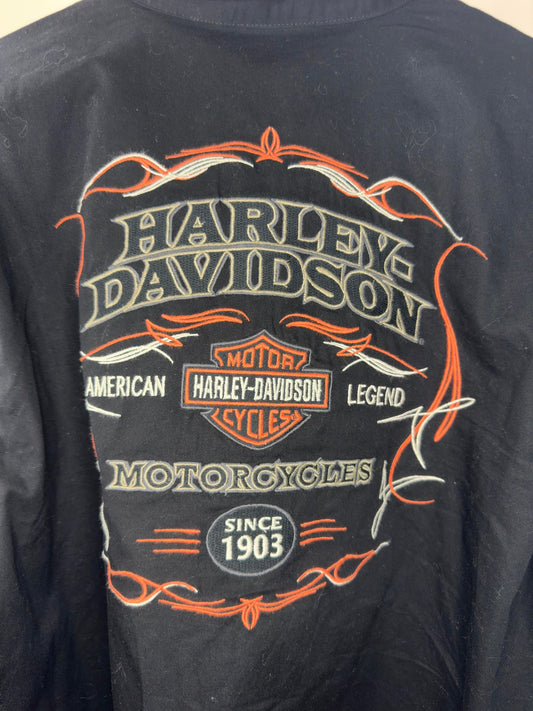 HARLEY-
DAVIDSON
MOTOR
AMERICAN HARLEY-DAVIDSON LEGEND
CYCLES
MOTORCYCLES
SINCE
1903